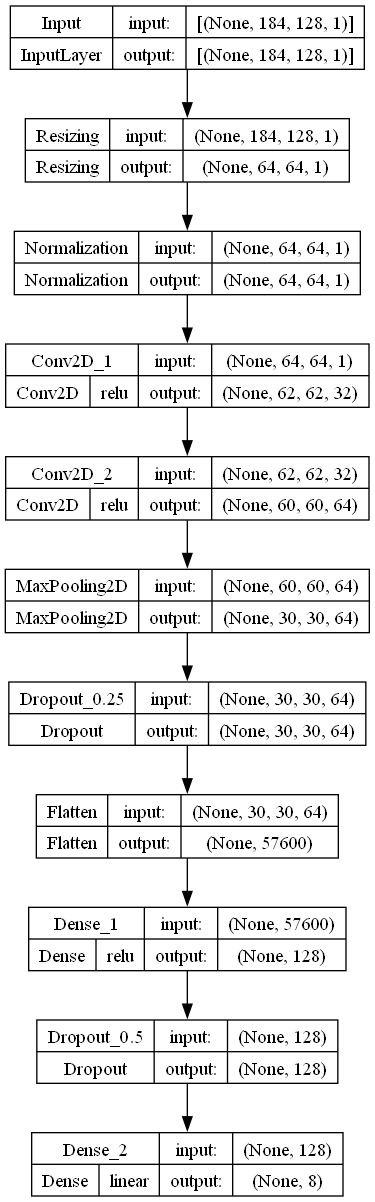 Input input: [(None, 184, 128, 1)]
InputLayer output: [(None, 184, 128, 1)]
Resizing input: (None, 184, 128, 1)
Resizing output: (None, 64, 64, 1)
Normalization input: (None, 64, 64, 1)
Normalization output: (None, 64, 64, 1)
Conv2D_1 input: (None, 64, 64, 1)
Conv2D relu output: (None, 62, 62, 32)
Conv2D_2 input: (None, 62, 62, 32)
Conv2D relu output: (None, 60, 60, 64)
MaxPooling2D input: (None, 60, 60, 64)
MaxPooling2D output: (None, 30, 30, 64)
Dropout_0.25 input: (None, 30, 30, 64)
Dropout output: (None, 30, 30, 64)
Flatten input: (None, 30, 30, 64)
Flatten output: (None, 57600)
Dense_1 input: (None, 57600)
Dense relu output: (None, 128)
Dropout_0.5 input: (None, 128)
Dropout output: (None, 128)
Dense_2 input: (None, 128)
Dense linear output: (None, 8)